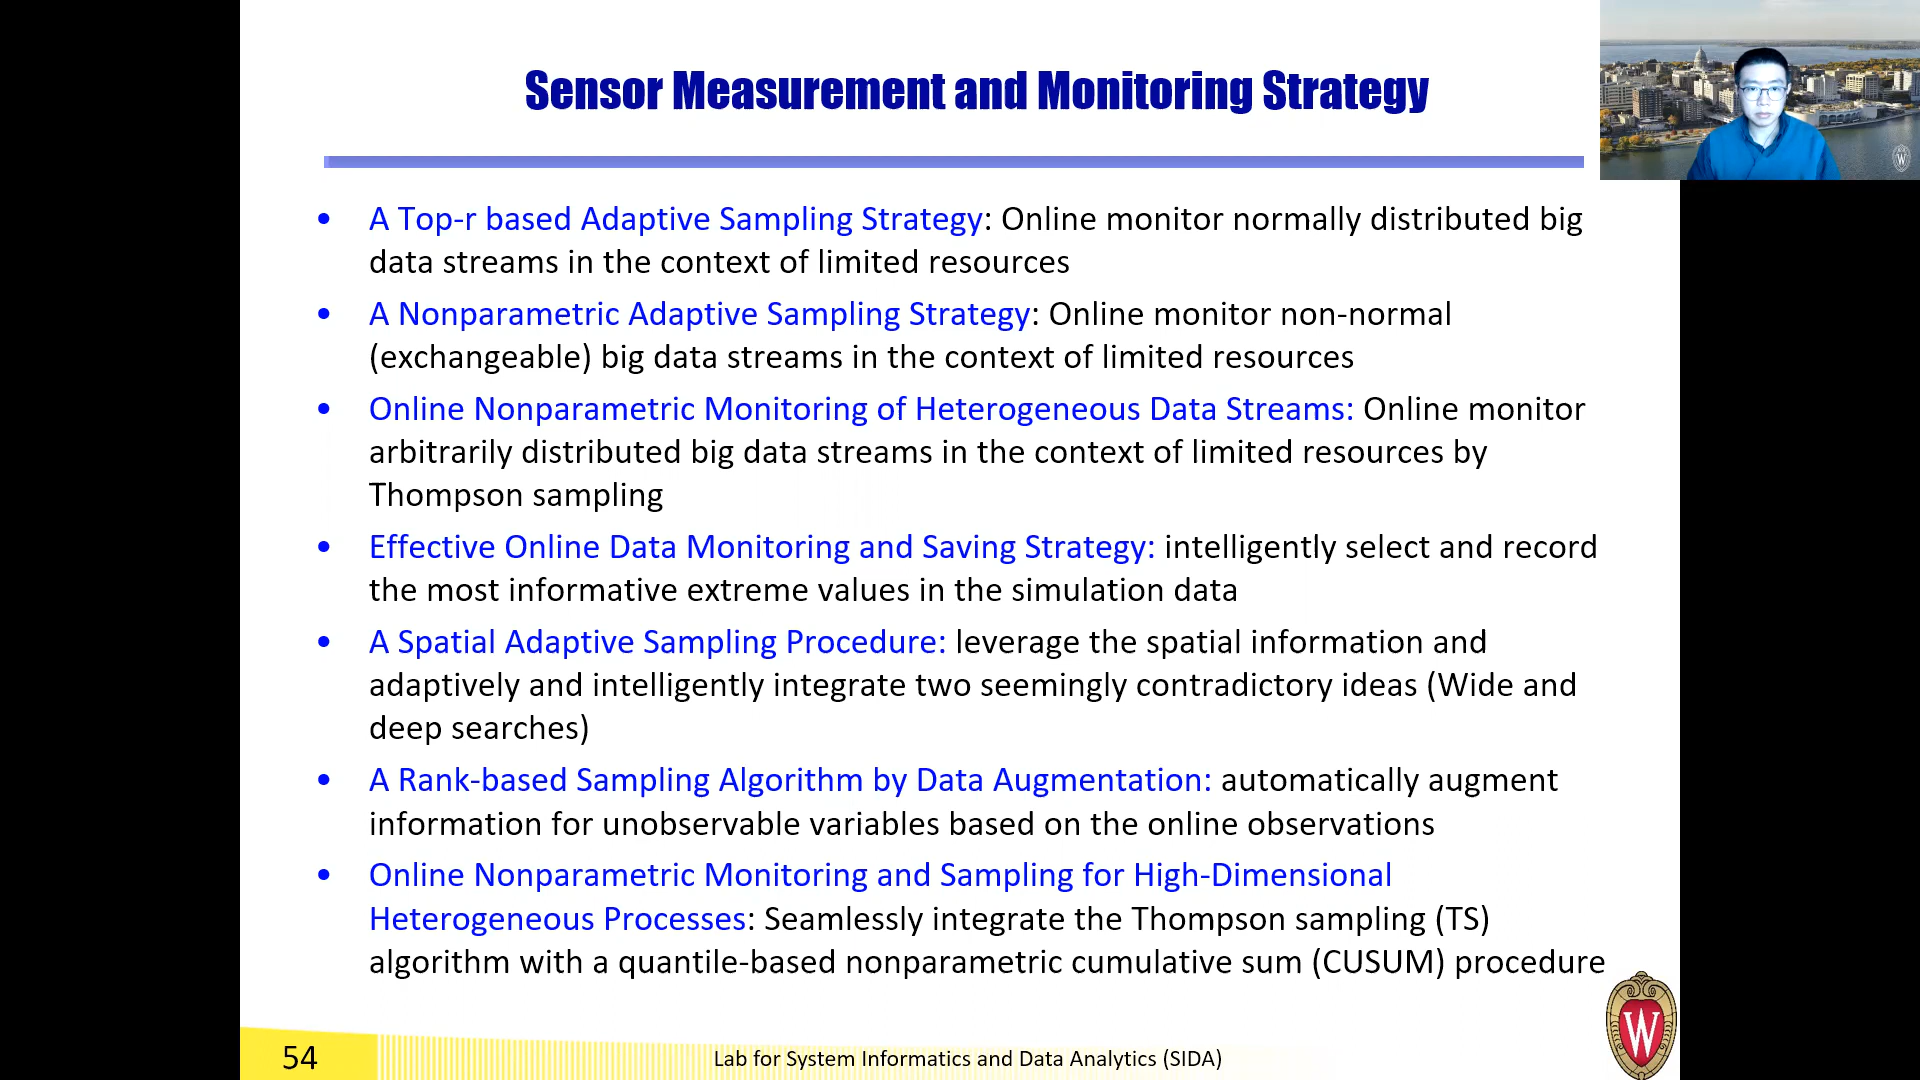 Sensor Measurement and Monitoring Strategy
• A Top-r based Adaptive Sampling Strategy: Online monitor normally distributed big
data streams in the context of limited resources
• A Nonparametric Adaptive Sampling Strategy: Online monitor non-normal
(exchangeable) big data streams in the context of limited resources
• Online Nonparametric Monitoring of Heterogeneous Data Streams: Online monitor
arbitrarily distributed big data streams in the context of limited resources by
Thompson sampling
• Effective Online Data Monitoring and Saving Strategy: intelligently select and record
the most informative extreme values in the simulation data
• A Spatial Adaptive Sampling Procedure: leverage the spatial information and
adaptively and intelligently integrate two seemingly contradictory ideas (Wide and
deep searches)
• A Rank-based Sampling Algorithm by Data Augmentation: automatically augment
information for unobservable variables based on the online observations
• Online Nonparametric Monitoring and Sampling for High-Dimensional
Heterogeneous Processes: Seamlessly integrate the Thompson sampling (TS)
algorithm with a quantile-based nonparametric cumulative sum (CUSUM) procedure
54
Lab for System Informatics and Data Analytics (SIDA)
W
W